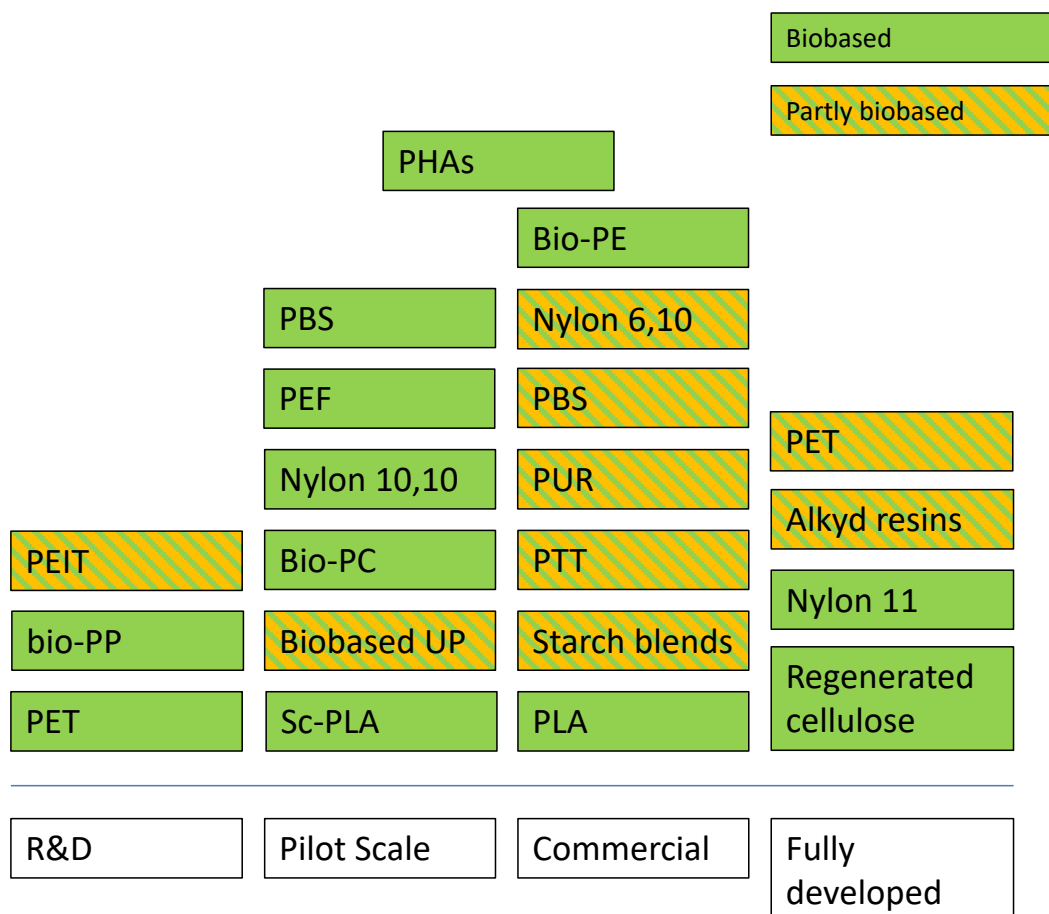 Biobased
Partly biobased
PHAs
Bio-PE
PBS
Nylon 6,10
PEF
PBS
PET
Nylon 10,10
PUR
Alkyd resins
PEIT
Bio-PC
PTT
Nylon 11
bio-PP
Biobased UP
Starch blends
Regenerated
cellulose
PET
Sc-PLA
PLA
R&D
Pilot Scale
Commercial
Fully
developed